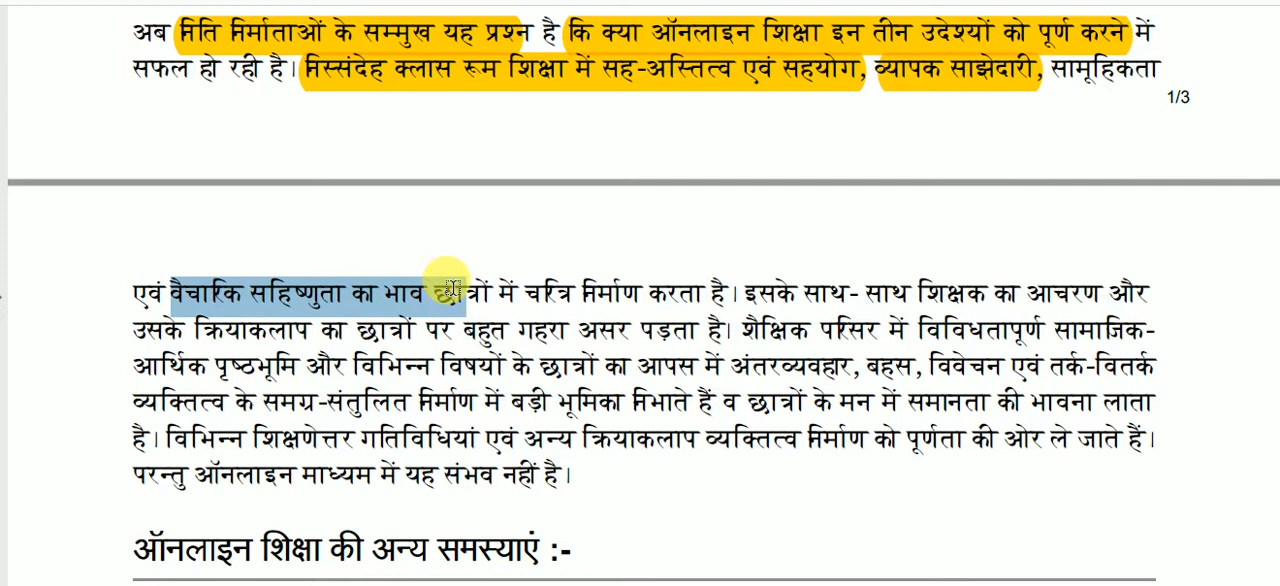 अब निति निर्माताओं के सम्मुख यह प्रश्न है कि क्या ऑनलाइन शिक्षा इन तीन उदेश्यों को पूर्ण करने में
सफल हो रही है। निस्संदेह क्लास रूम शिक्षा में सह-अस्तित्व एवं सहयोग, व्यापक साझेदारी, सामूहिकता
1/3
एवं वैचारिक सहिष्णुता का भाव छात्रों में चरित्र निर्माण करता है। इसके साथ- साथ शिक्षक का आचरण और
उसके क्रियाकलाप का छात्रों पर बहुत गहरा असर पड़ता है। शैक्षिक परिसर में विविधतापूर्ण सामाजिक-
आर्थिक पृष्ठभूमि और विभिन्न विषयों के छात्रों का आपस में अंतरव्यवहार, बहस, विवेचन एवं तर्क-वितर्क
व्यक्तित्व के समग्र-संतुलित निर्माण में बड़ी भूमिका निभाते हैं व छात्रों के मन में समानता की भावना लाता
है। विभिन्न शिक्षणेत्तर गतिविधियां एवं अन्य क्रियाकलाप व्यक्तित्व निर्माण को पूर्णता की ओर ले जाते हैं।
परन्तु ऑनलाइन माध्यम में यह संभव नहीं है।
ऑनलाइन शिक्षा की अन्य समस्याएं :-